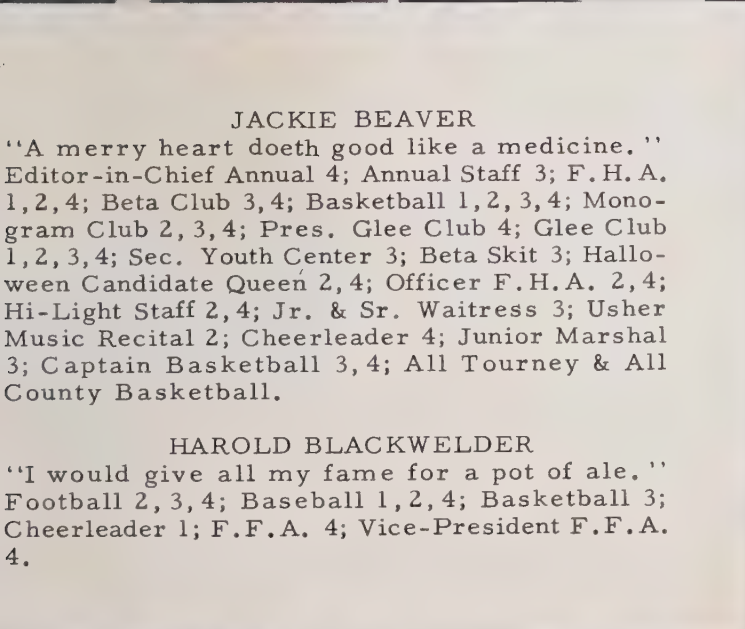 JACKIE BEAVER
‘‘A merry heart doeth good like a medicine.’’
Editor-in-Chief Annual 4; Annual Staff 3; F.H.A.
1,2,4; Beta Club 3,4; Basketball 1,2,3,4; Mono-
gram Club 2,3,4; Pres. Glee Club 4; Glee Club
1,2,3,4; Sec. Youth Center 3; Beta Skit 3; Hallo-
ween Candidate Queen 2,4; Officer F.H.A. 2,4;
Hi-Light Staff 2,4; Jr. & Sr. Waitress 3; Usher
Music Recital 2; Cheerleader 4; Junior Marshal
3; Captain Basketball 3,4; All Tourney & All
County Basketball.
HAROLD BLACKWELDER
‘‘I would give all my fame for a pot of ale.’’
Football 2,3,4; Baseball 1,2,4; Basketball 3;
Cheerleader 1; F.F.A. 4; Vice-President F.F.A.
4.